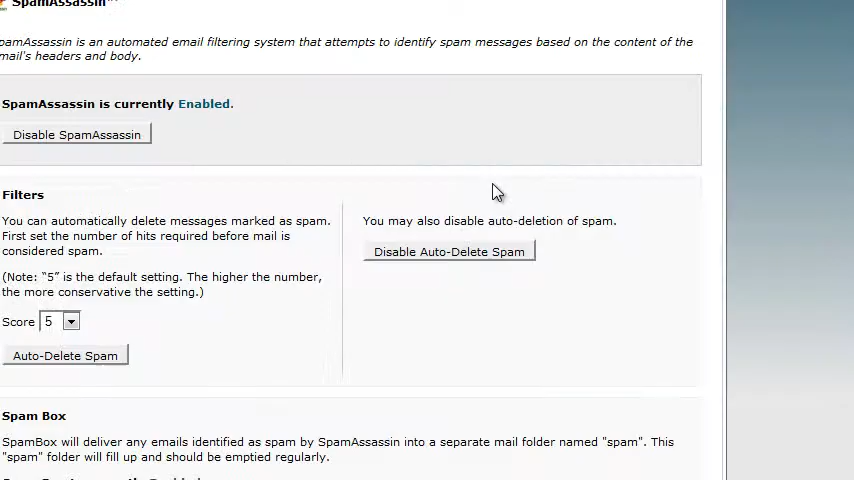 SpamAssassin™
pamAssassin is an automated email filtering system that attempts to identify spam messages based on the content of the
mail's headers and body.
SpamAssassin is currently Enabled.
Disable SpamAssassin
Filters
You can automatically delete messages marked as spam.
First set the number of hits required before mail is
considered spam.
(Note: “5” is the default setting. The higher the number,
the more conservative the setting.)
Score 5
Auto-Delete Spam
You may also disable auto-deletion of spam.
Disable Auto-Delete Spam
Spam Box
SpamBox will deliver any emails identified as spam by SpamAssassin into a separate mail folder named "spam". This
"spam" folder will fill up and should be emptied regularly.